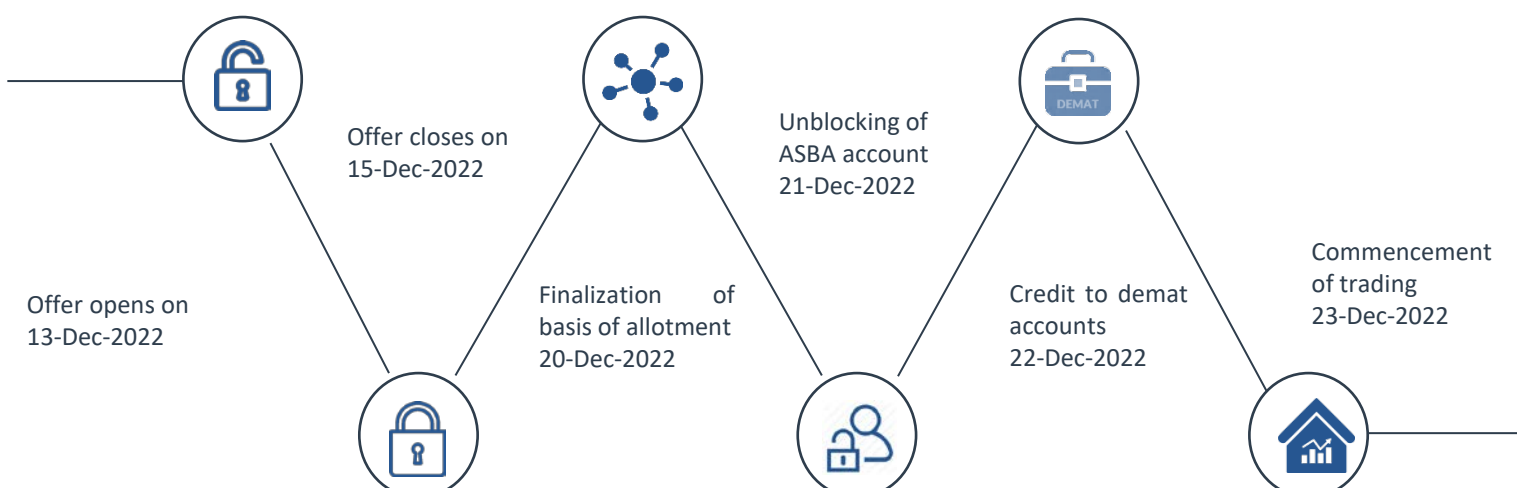 Offer opens on
13-Dec-2022
Offer closes on
15-Dec-2022
Finalization of
basis of allotment
20-Dec-2022
Unblocking of
ASBA account
21-Dec-2022
DEMAT
Credit to demat
accounts
22-Dec-2022
Commencement
of trading
23-Dec-2022